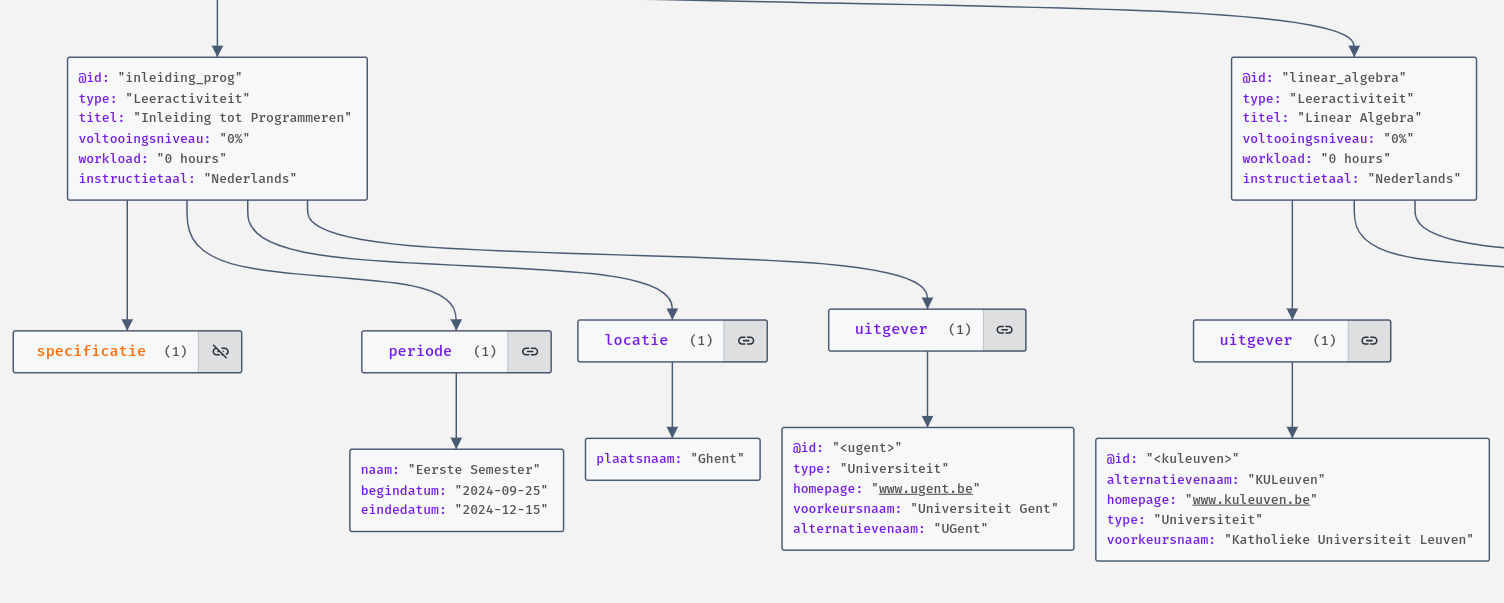 @id: "inleiding_prog"
type: "Leeractiviteit"
titel: "Inleiding tot Programmeren"
voltooingsniveau: "0%"
workload: "0 hours"
instructietaal: "Nederlands"
@id: "linear_algebra"
type: "Leeractiviteit"
titel: "Linear Algebra"
voltooingsniveau: "0%"
workload: "0 hours"
instructietaal: "Nederlands"
specificatie (1)
periode (1)
locatie (1)
uitgever (1)
uitgever (1)
naam: "Eerste Semester"
begindatum: "2024-09-25"
eindedatum: "2024-12-15"
plaatsnaam: "Ghent"
@id: "<ugent>"
type: "Universiteit"
homepage: "www.ugent.be"
voorkeursnaam: "Universiteit Gent"
alternatievenaam: "UGent"
@id: "<kuleuven>"
alternatievenaam: "KULeuven"
homepage: "www.kuleuven.be"
type: "Universiteit"
voorkeursnaam: "Katholieke Universiteit Leuven"